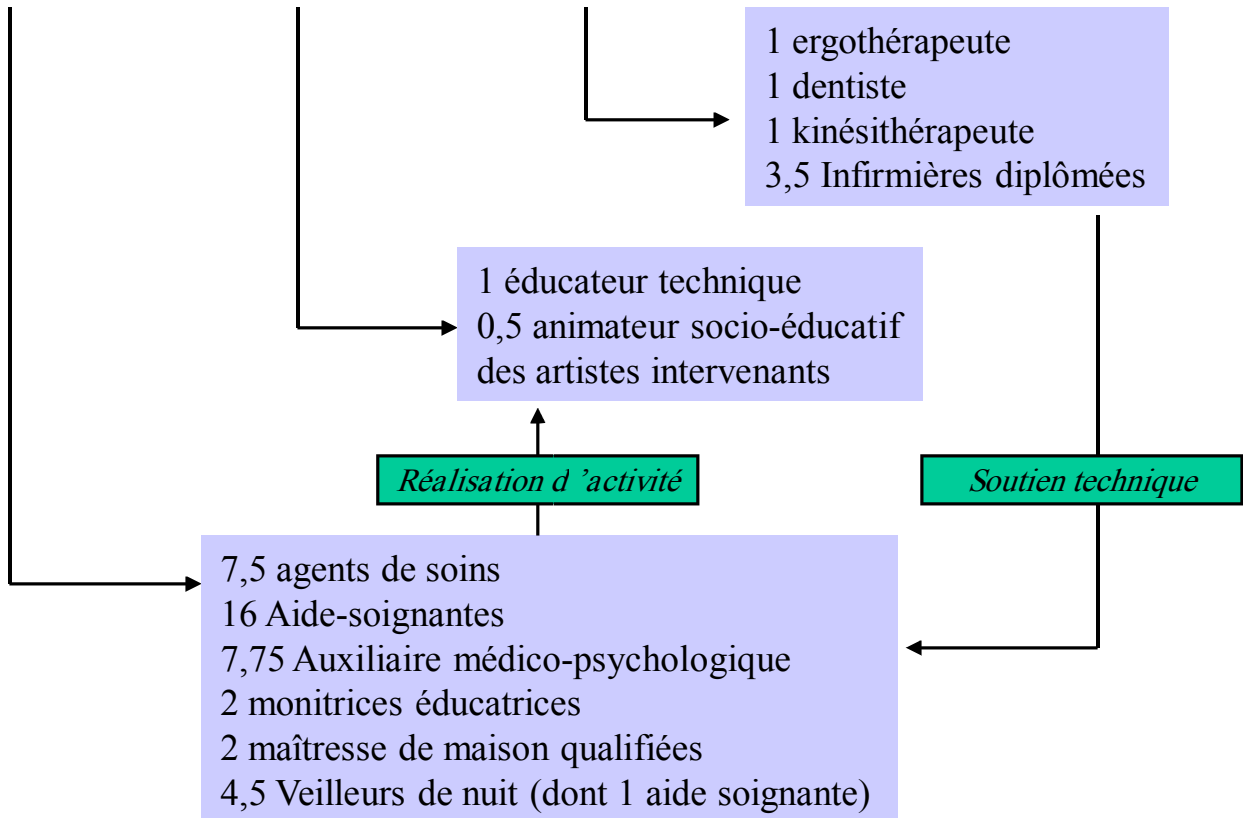 1 ergothérapeute
1 dentiste
1 kinésithérapeute
3,5 Infirmières diplômées
1 éducateur technique
0,5 animateur socio-éducatif
des artistes intervenants
Réalisation d ’activité
Soutien technique
7,5 agents de soins
16 Aide-soignantes
7,75 Auxiliaire médico-psychologique
2 monitrices éducatrices
2 maîtresse de maison qualifiées
4,5 Veilleurs de nuit (dont 1 aide soignante)